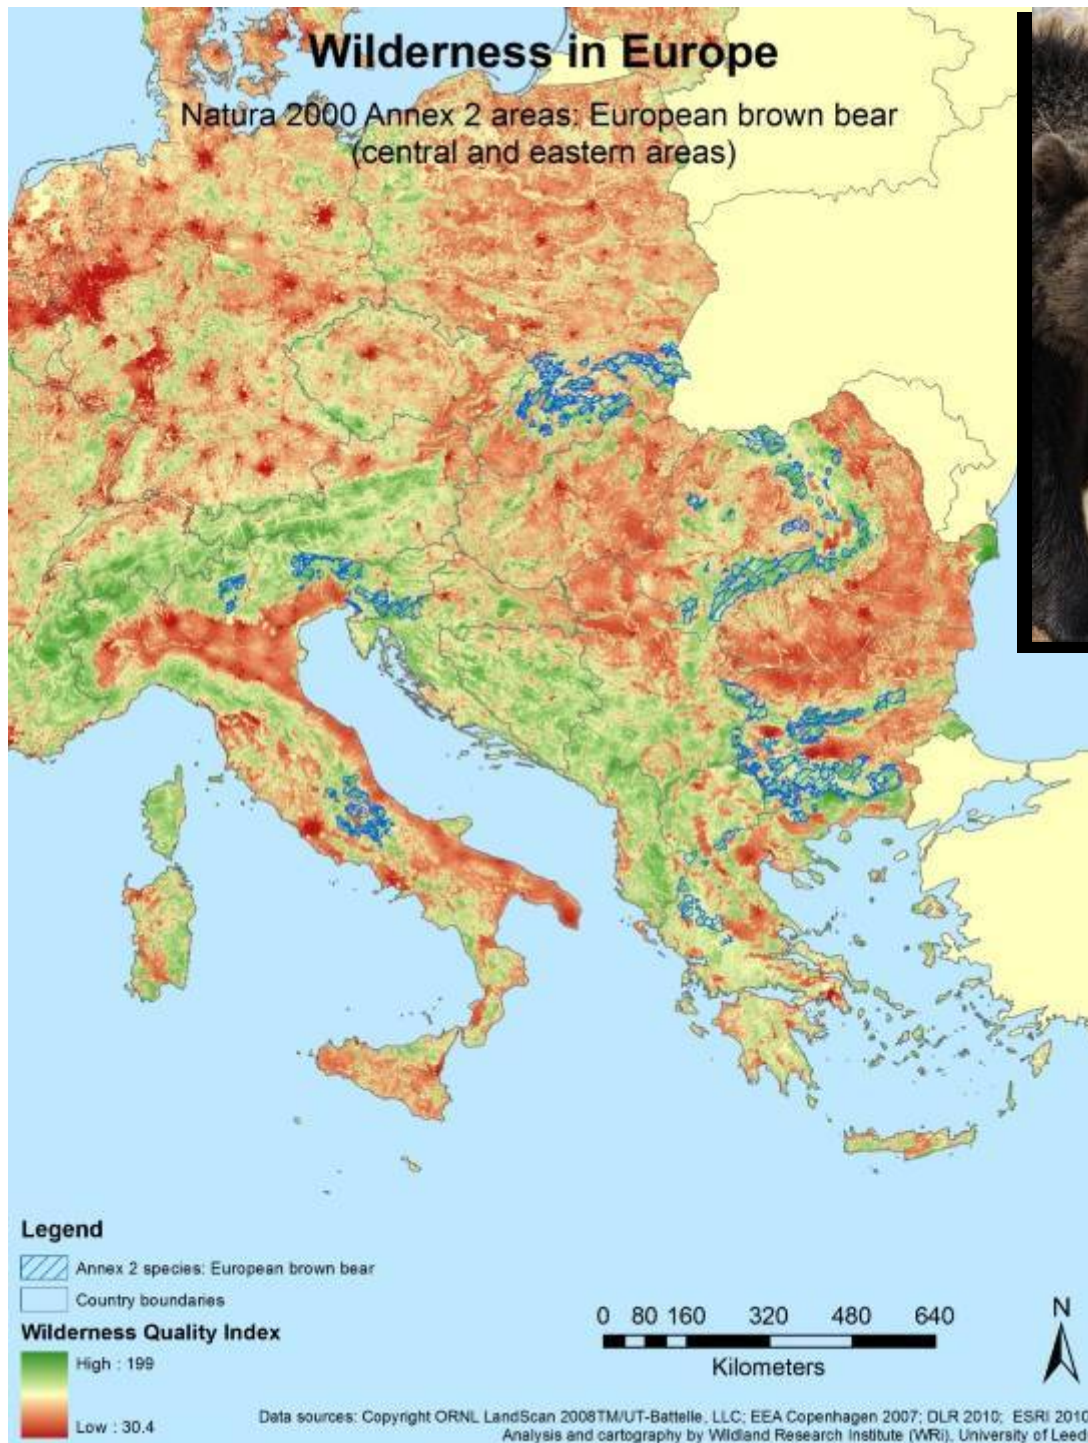 Wilderness in Europe
Natura 2000 Annex 2 areas: European brown bear
(central and eastern areas)
Legend
Annex 2 species: European brown bear
Country boundaries
Wilderness Quality Index
High : 199
Low : 30.4
0 80 160 320 480 640
Kilometers
N
Data sources: Copyright ORNL LandScan 2008TM/UT-Battelle, LLC; EEA Copenhagen 2007; DLR 2010; ESRI 2010
Analysis and cartography by Wildland Research Institute (WRi), University of Leed